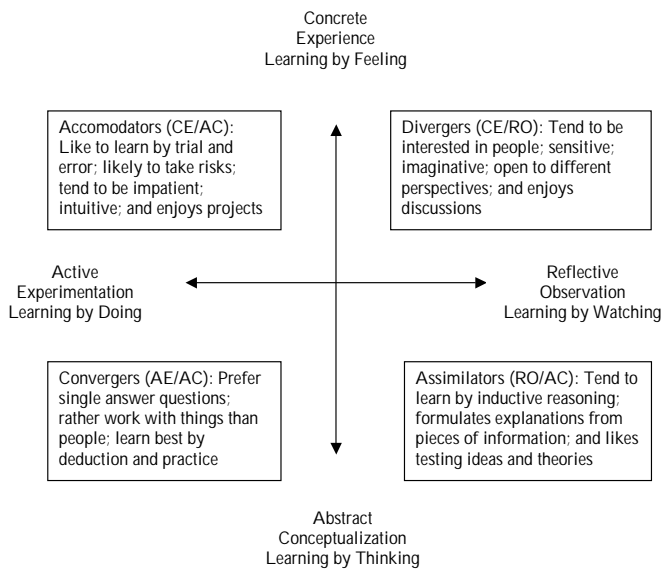 Concrete
Experience
Learning by Feeling
Accomodators (CE/AC):
Like to learn by trial and
error; likely to take risks;
tend to be impatient;
intuitive; and enjoys projects
Divergers (CE/RO): Tend to be
interested in people; sensitive;
imaginative; open to different
perspectives; and enjoys
discussions
Active
Experimentation
Learning by Doing
Reflective
Observation
Learning by Watching
Convergers (AE/AC): Prefer
single answer questions;
rather work with things than
people; learn best by
deduction and practice
Assimilators (RO/AC): Tend to
learn by inductive reasoning;
formulates explanations from
pieces of information; and likes
testing ideas and theories
Abstract
Conceptualization
Learning by Thinking